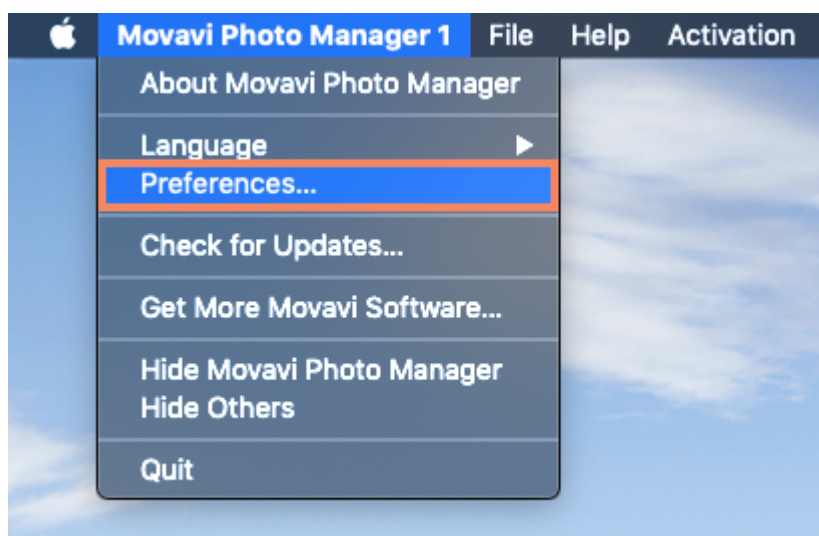 Movavi Photo Manager 1 File Help Activation
About Movavi Photo Manager
Language
Preferences...
Check for Updates...
Get More Movavi Software...
Hide Movavi Photo Manager
Hide Others
Quit